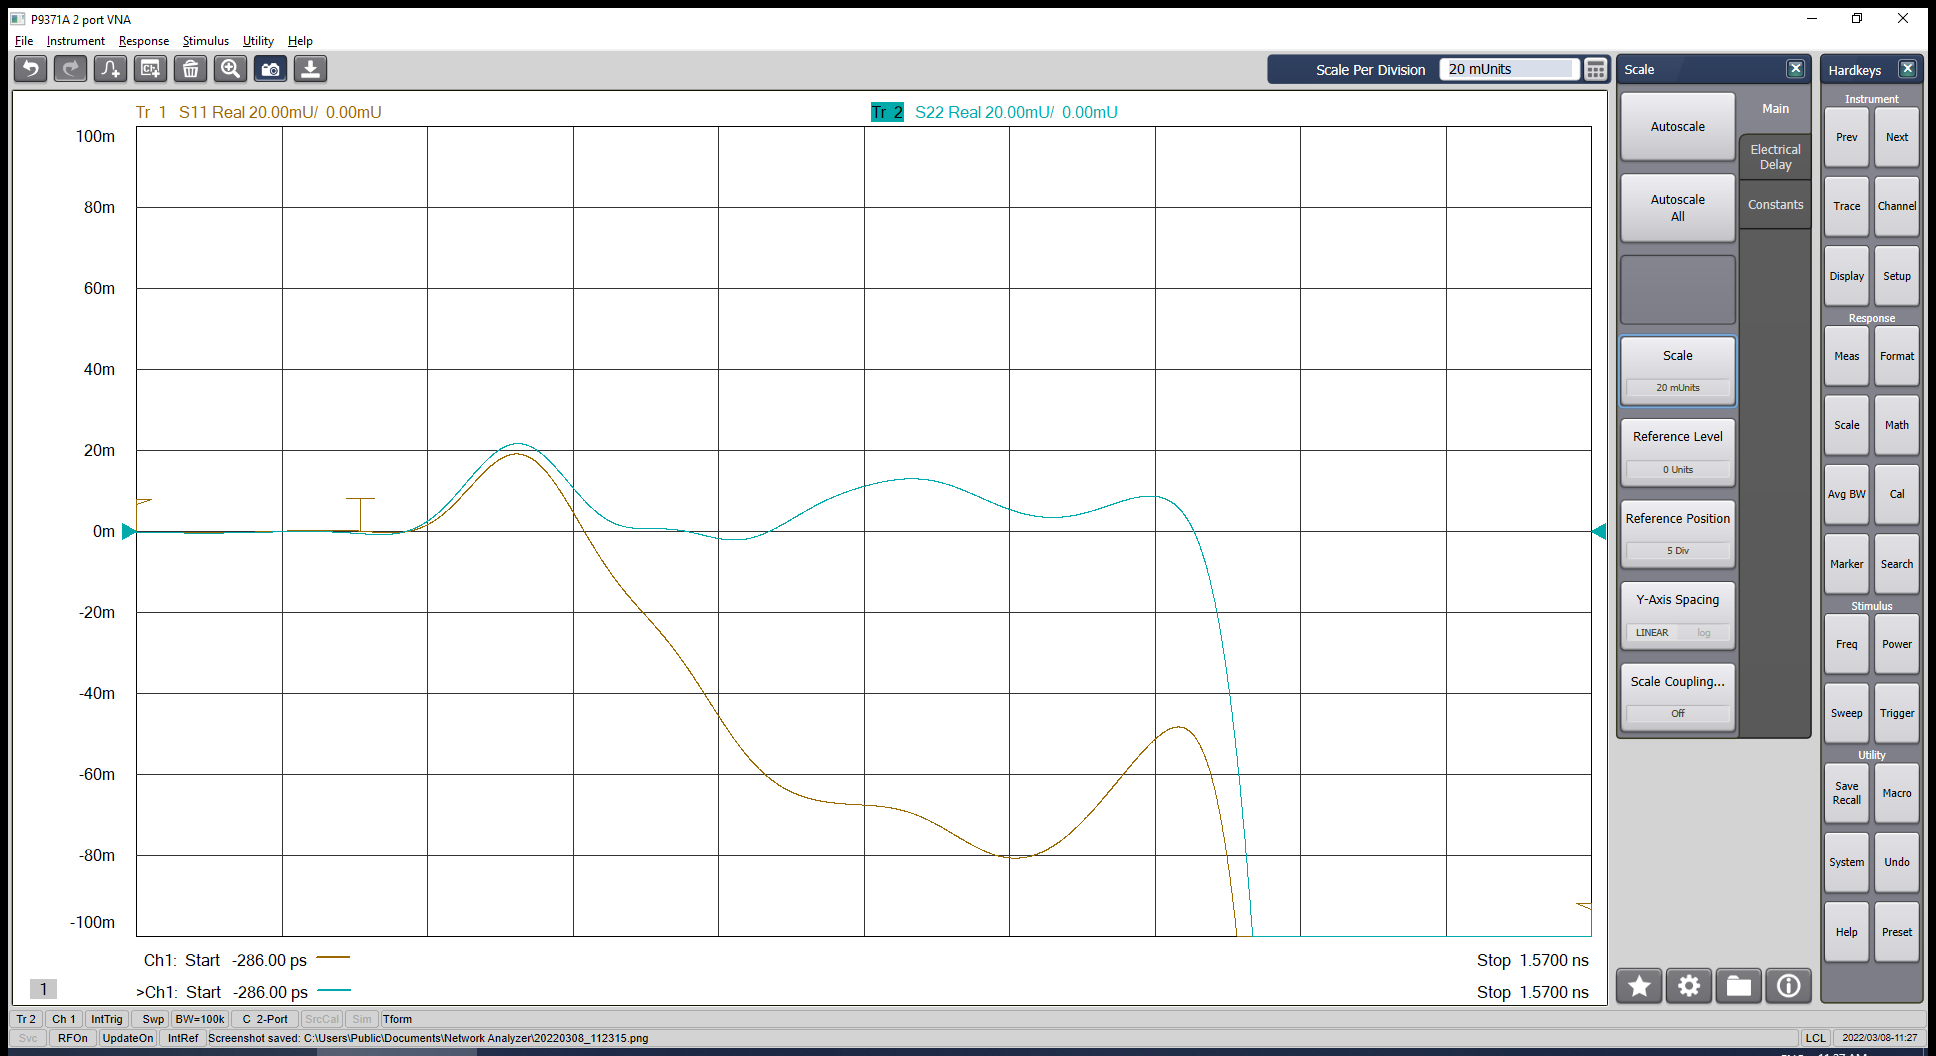 P9371A 2 port VNA
File Instrument Response Stimulus Utility Help
Scale Per Division 20 mUnits
Scale
Hardkeys
Tr 1 S11 Real 20.00mU/ 0.00mU
Tr 2 S22 Real 20.00mU/ 0.00mU
100m
80m
60m
40m
20m
0m
-20m
-40m
-60m
-80m
-100m
Ch1: Start -286.00 ps
Stop 1.5700 ns
>Ch1: Start -286.00 ps
Stop 1.5700 ns
1
Autoscale
Autoscale
All
Scale
20 mUnits
Reference Level
0 Units
Reference Position
5 Div
Y-Axis Spacing
LINEAR log
Scale Coupling...
Off
Main
Electrical
Delay
Constants
Instrument
Prev Next
Trace Channel
Display Setup
Response
Meas Format
Scale Math
Avg BW Cal
Marker Search
Stimulus
Freq Power
Sweep Trigger
Utility
Save
Recall
Macro
System Undo
Help Preset
Tr 2 Ch 1 IntTrig Swp BW=100k C 2-Port SrcCal Sim Tform
Svc RFOn UpdateOn IntRef Screenshot saved: C:\Users\Public\Documents\Network Analyzer\20220308_112315.png
LCL 2022/03/08-11:27